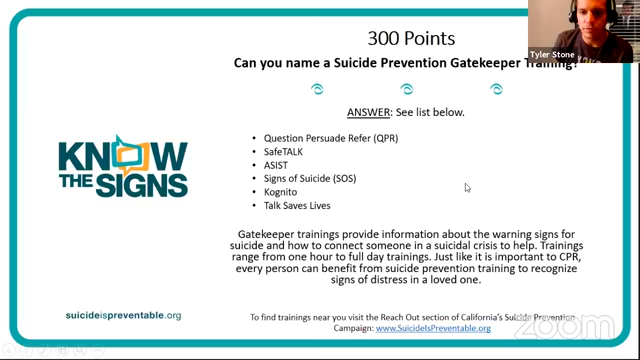 300 Points
Tyler Stone
Can you name a Suicide Prevention Gatekeeper Training?
ANSWER: See list below.
KNOW
THE SIGNS
• Question Persuade Refer (QPR)
• SafeTALK
• ASIST
• Signs of Suicide (SOS)
• Kognito
• Talk Saves Lives
Gatekeeper trainings provide information about the warning signs for
suicide and how to connect someone in a suicidal crisis to help. Trainings
range from one hour to full day trainings. Just like it is important to CPR,
every person can benefit from suicide prevention training to recognize
signs of distress in a loved one.
suicideispreventable.org
To find trainings near you visit the Reach Out section of California's Suicide Prevention
Campaign: www.SuicideIsPreventable.org
zoom